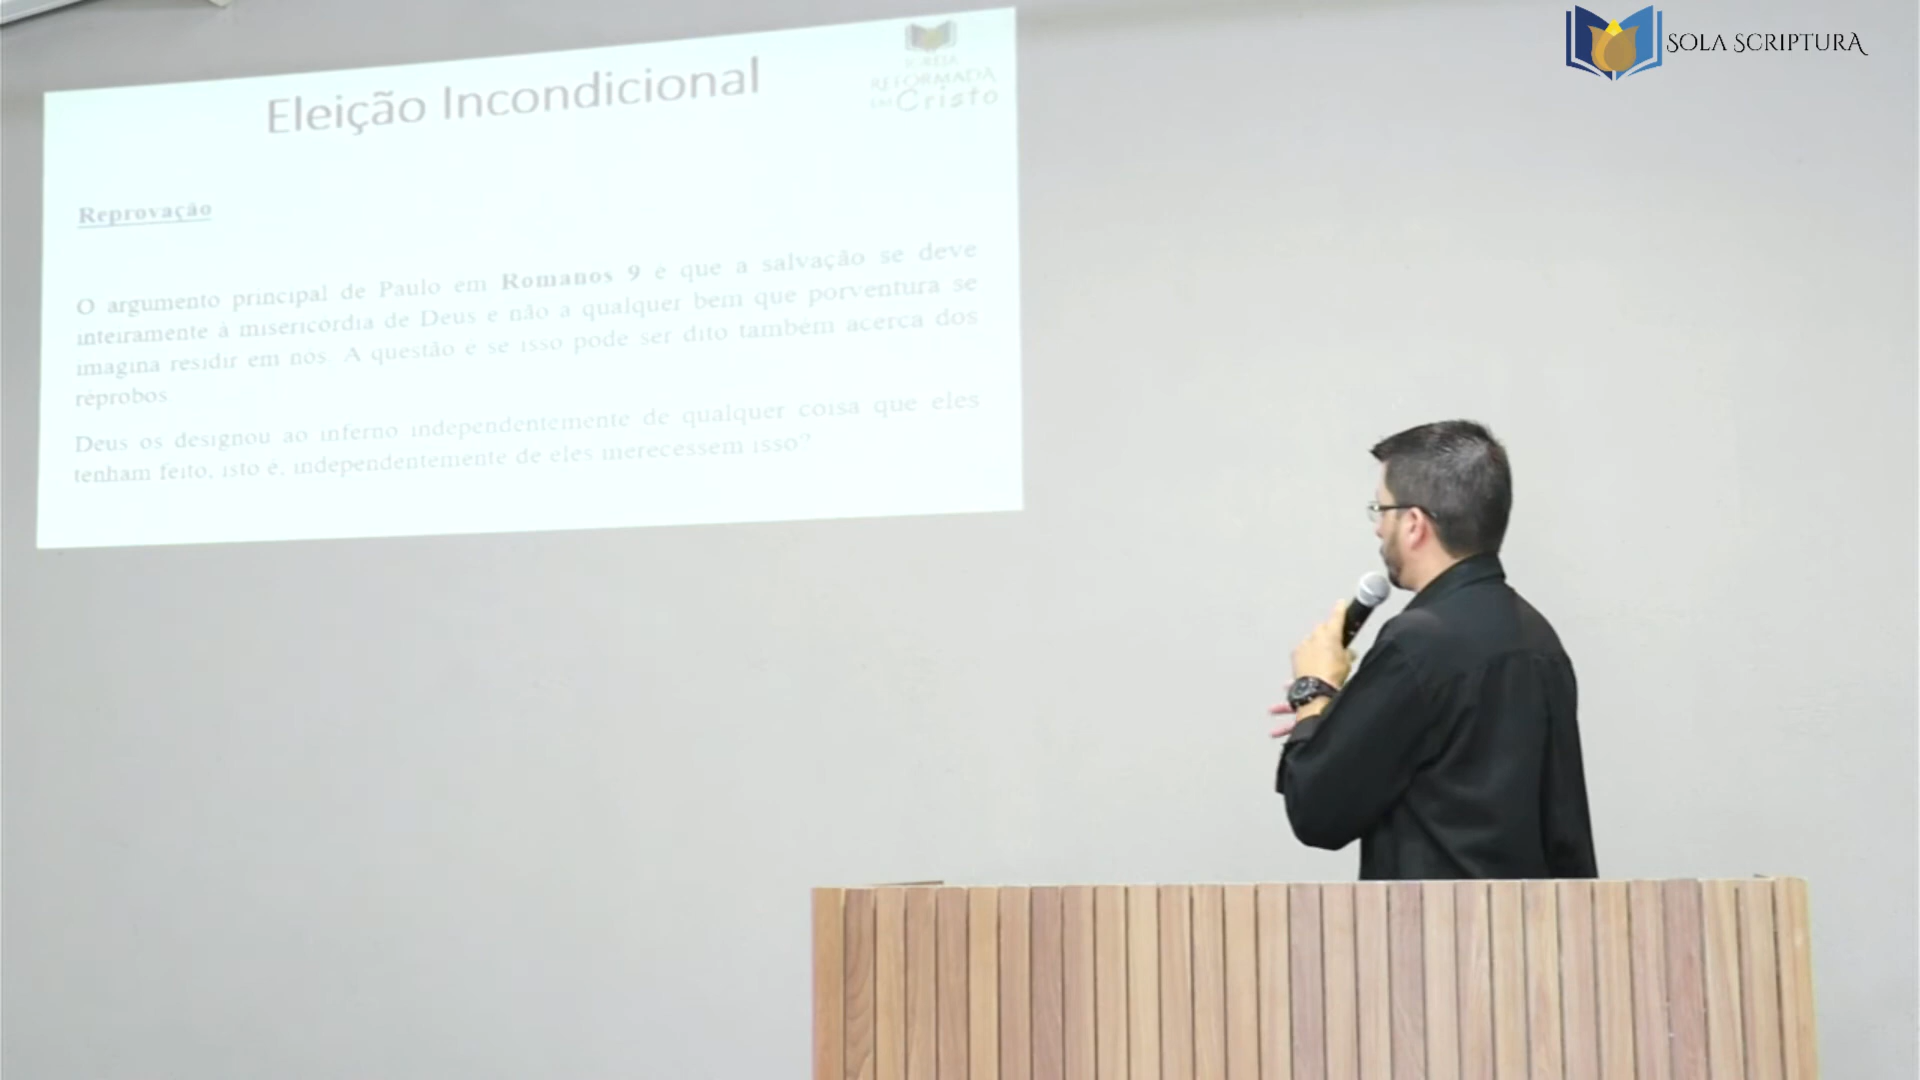 SOLA SCRIPTURA
IGREJA
REFORMADA
EM Cristo
Eleição Incondicional
Reprovação
O argumento principal de Paulo em Romanos 9 é que a salvação se deve
inteiramente à misericórdia de Deus e não a qualquer bem que porventura se
imagina residir em nós. A questão é se isso pode ser dito também acerca dos
réprobos
Deus os designou ao inferno independentemente de qualquer coisa que eles
tenham feito, isto é, independentemente de eles merecessem isso?